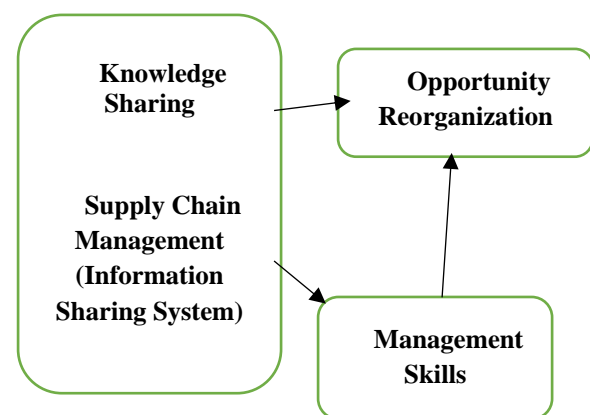 Knowledge
Sharing
Supply Chain
Management
(Information
Sharing System)
Opportunity
Reorganization
Management
Skills